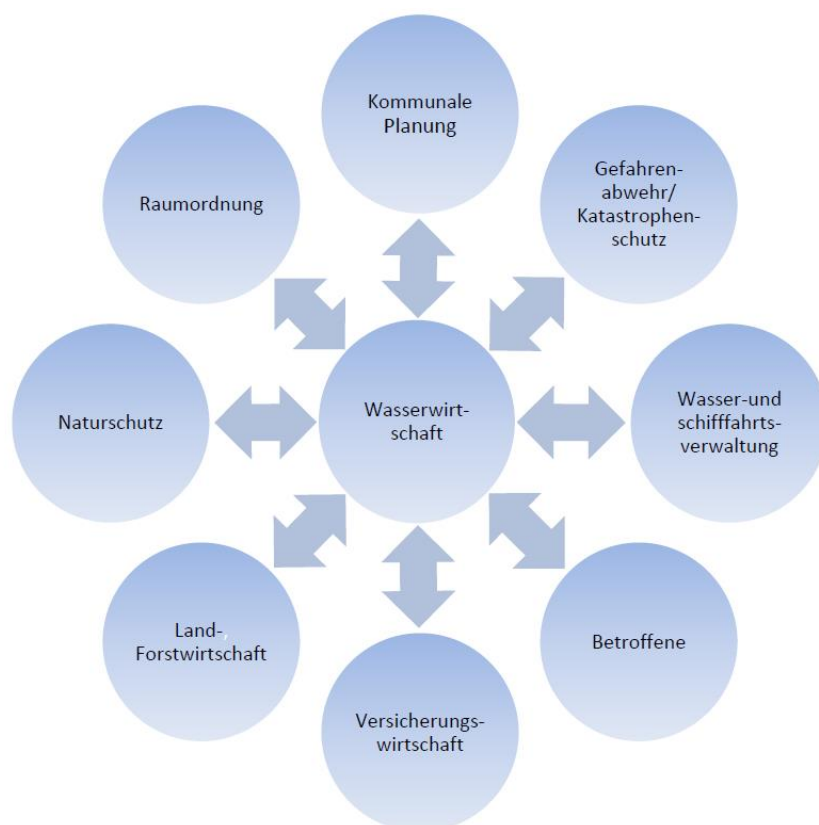 Kommunale
Planung
Gefahren-
abwehr/
Katastrophen-
schutz
Raumordnung
Wasserwirt-
schaft
Naturschutz
Wasser-und
schifffahrts-
verwaltung
Land-,
Forstwirtschaft
Betroffene
Versicherungs-
wirtschaft